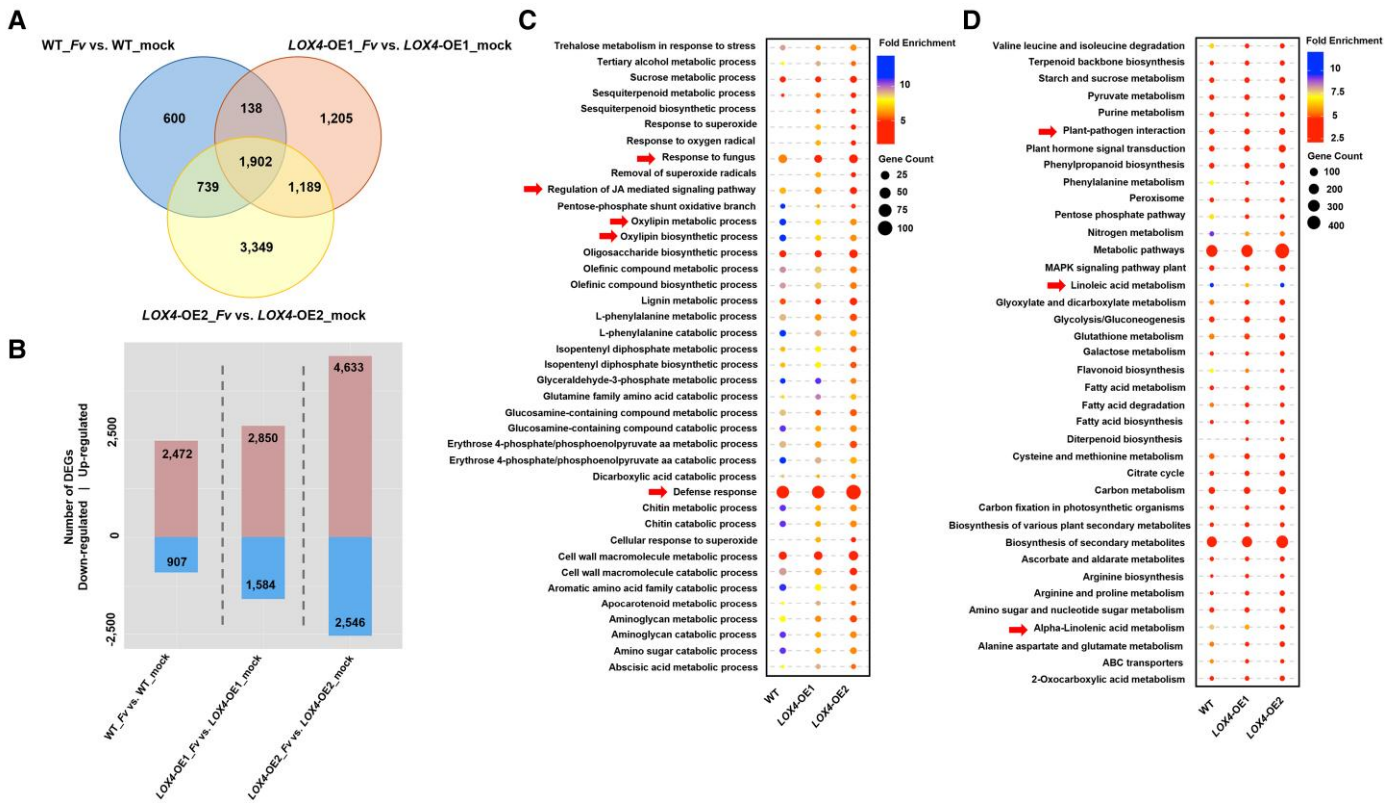 A
WT_Fv vs. WT_mock
LOX4-OE1_Fv vs. LOX4-OE1_mock
600
138
1,205
1,902
739
1,189
3,349
LOX4-OE2_Fv vs. LOX4-OE2_mock
B
Number of DEGs
Down-regulated | Up-regulated
2,500
0
-2,500
2,472
907
2,850
1,584
4,633
2,546
WT_Fv vs. WT_mock
LOX4-OE1_Fv vs. LOX4-OE1_mock
LOX4-OE2_Fv vs. LOX4-OE2_mock
C
Trehalose metabolism in response to stress
Tertiary alcohol metabolic process
Sucrose metabolic process
Sesquiterpenoid metabolic process
Sesquiterpenoid biosynthetic process
Response to superoxide
Response to oxygen radical
Response to fungus
Removal of superoxide radicals
Regulation of JA mediated signaling pathway
Pentose-phosphate shunt oxidative branch
Oxylipin metabolic process
Oxylipin biosynthetic process
Oligosaccharide biosynthetic process
Olefinic compound metabolic process
Olefinic compound biosynthetic process
Lignin metabolic process
L-phenylalanine metabolic process
L-phenylalanine catabolic process
Isopentenyl diphosphate metabolic process
Isopentenyl diphosphate biosynthetic process
Glyceraldehyde-3-phosphate metabolic process
Glutamine family amino acid catabolic process
Glucosamine-containing compound metabolic process
Glucosamine-containing compound catabolic process
Erythrose 4-phosphate/phosphoenolpyruvate aa metabolic process
Erythrose 4-phosphate/phosphoenolpyruvate aa catabolic process
Dicarboxylic acid catabolic process
Defense response
Chitin metabolic process
Chitin catabolic process
Cellular response to superoxide
Cell wall macromolecule metabolic process
Cell wall macromolecule catabolic process
Aromatic amino acid family catabolic process
Apocarotenoid metabolic process
Aminoglycan metabolic process
Aminoglycan catabolic process
Amino sugar catabolic process
Abscisic acid metabolic process
WT
LOX4-OE1
LOX4-OE2
Fold Enrichment
10
5
Gene Count
25
50
75
100
D
Valine leucine and isoleucine degradation
Terpenoid backbone biosynthesis
Starch and sucrose metabolism
Pyruvate metabolism
Purine metabolism
Plant-pathogen interaction
Plant hormone signal transduction
Phenylpropanoid biosynthesis
Phenylalanine metabolism
Peroxisome
Pentose phosphate pathway
Nitrogen metabolism
Metabolic pathways
MAPK signaling pathway plant
Linoleic acid metabolism
Glyoxylate and dicarboxylate metabolism
Glycolysis/Gluconeogenesis
Glutathione metabolism
Galactose metabolism
Flavonoid biosynthesis
Fatty acid metabolism
Fatty acid degradation
Fatty acid biosynthesis
Diterpenoid biosynthesis
Cysteine and methionine metabolism
Citrate cycle
Carbon metabolism
Carbon fixation in photosynthetic organisms
Biosynthesis of various plant secondary metabolites
Biosynthesis of secondary metabolites
Ascorbate and aldarate metabolites
Arginine biosynthesis
Arginine and proline metabolism
Amino sugar and nucleotide sugar metabolism
Alpha-Linolenic acid metabolism
Alanine aspartate and glutamate metabolism
ABC transporters
2-Oxocarboxylic acid metabolism
WT
LOX4-OE1
LOX4-OE2
Fold Enrichment
10
7.5
5
2.5
Gene Count
100
200
300
400